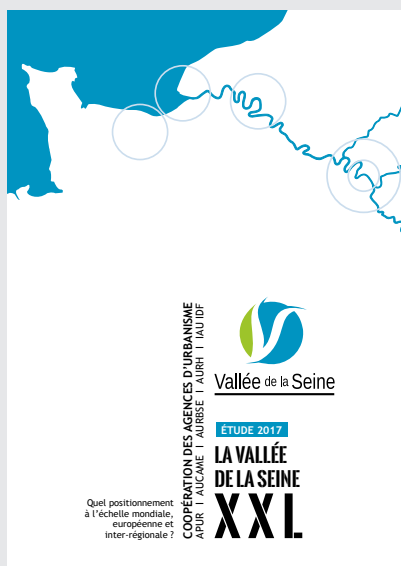 COOPÉRATION DES AGENCES D'URBANISME
APUR I AUCAME I AURBSE I AURH I IAU IDF
Vallée de la Seine
ÉTUDE 2017
LA VALLÉE
DE LA SEINE
XXL
Quel positionnement
à l'échelle mondiale,
européenne et
inter-régionale ?